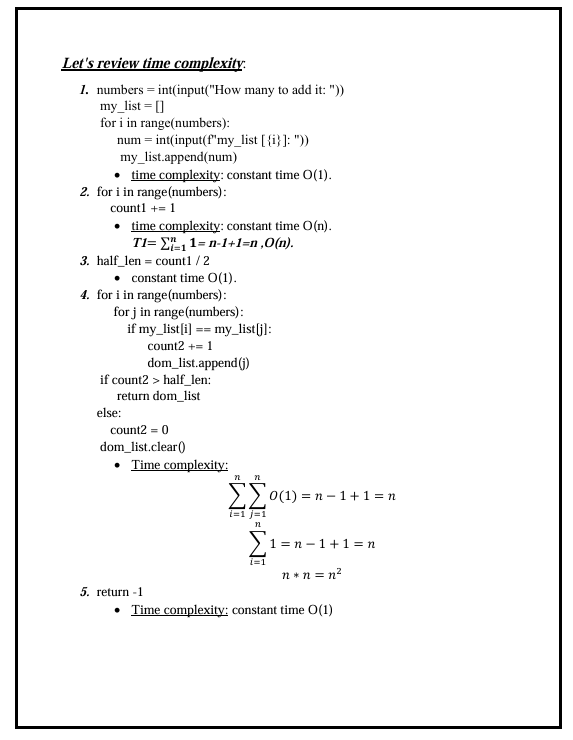 Let's review time complexity:
1. numbers = int(input("How many to add it: "))
my_list = []
for i in range(numbers):
num = int(input(f"my_list [{i}]: "))
my_list.append(num)
• time complexity: constant time O(1).
2. for i in range(numbers):
count1 += 1
• time complexity: constant time O(n).
T1= ∑ⁿᵢ₌₁ 1= n-1+1=n ,O(n).
3. half_len = count1 / 2
• constant time O(1).
4. for i in range(numbers):
for j in range(numbers):
if my_list[i] == my_list[j]:
count2 += 1
dom_list.append(j)
if count2 > half_len:
return dom_list
else:
count2 = 0
dom_list.clear()
• Time complexity:
n n
∑ ∑ O(1) = n − 1 + 1 = n
i=1 j=1
n
∑ 1 = n − 1 + 1 = n
i=1
n ∗ n = n²
5. return -1
• Time complexity: constant time O(1)